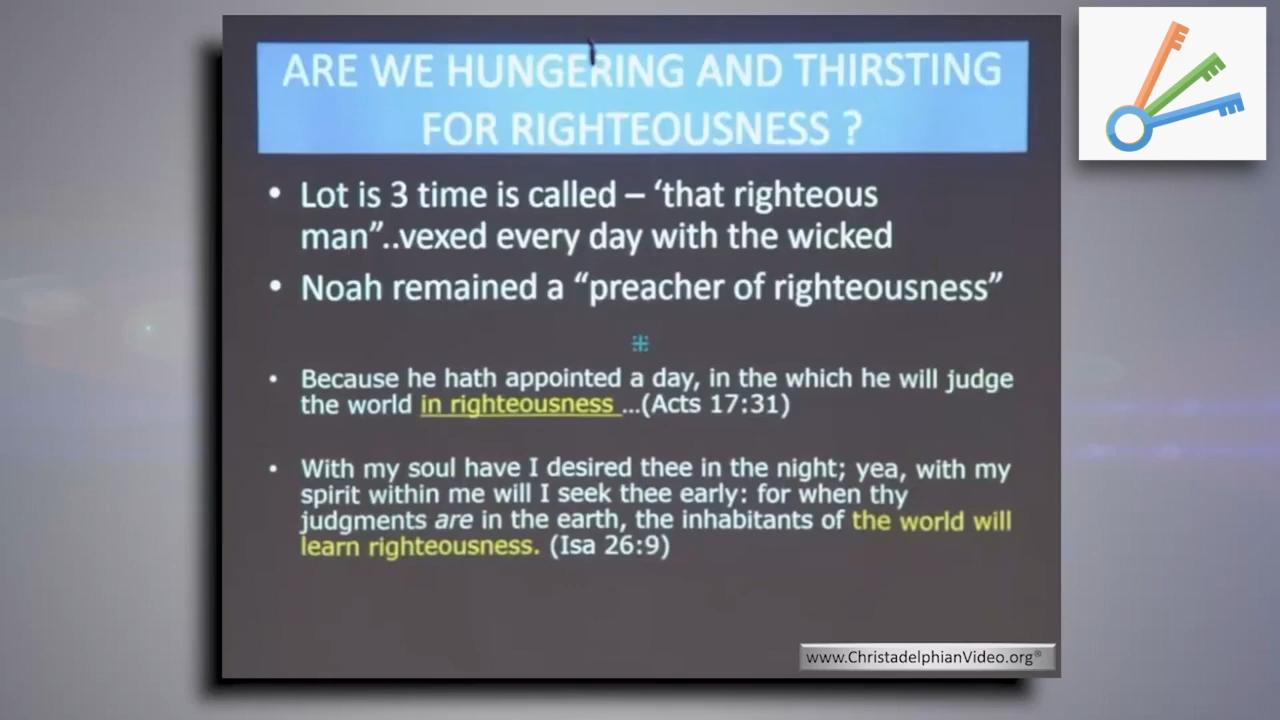 ARE WE HUNGERING AND THIRSTING
FOR RIGHTEOUSNESS ?
• Lot is 3 time is called – ‘that righteous
man”..vexed every day with the wicked
• Noah remained a “preacher of righteousness”
• Because he hath appointed a day, in the which he will judge
the world in righteousness ...(Acts 17:31)
• With my soul have I desired thee in the night; yea, with my
spirit within me will I seek thee early: for when thy
judgments are in the earth, the inhabitants of the world will
learn righteousness. (Isa 26:9)
www.ChristadelphianVideo.org®